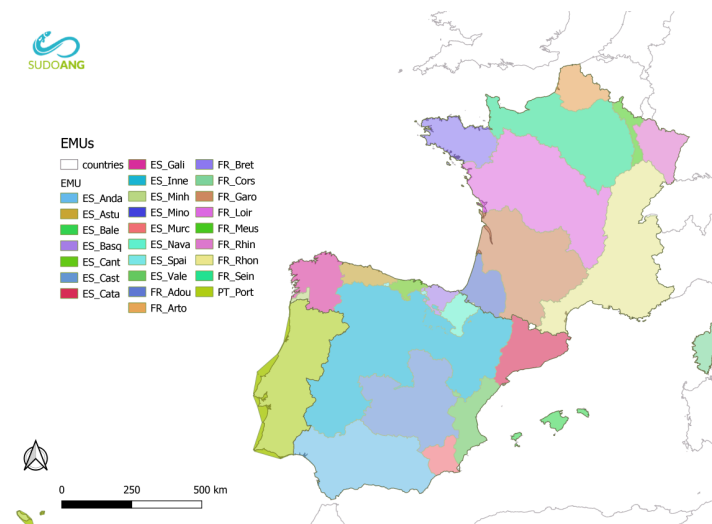 SUDOANG
EMUs
countries
EMU
ES_Anda
ES_Astu
ES_Bale
ES_Basq
ES_Cant
ES_Cast
ES_Cata
ES_Gali
ES_Inne
ES_Minh
ES_Mino
ES_Murc
ES_Nava
ES_Spai
ES_Vale
FR_Adou
FR_Arto
FR_Bret
FR_Cors
FR_Garo
FR_Loir
FR_Meus
FR_Rhin
FR_Rhon
FR_Sein
PT_Port
0 250 500 km